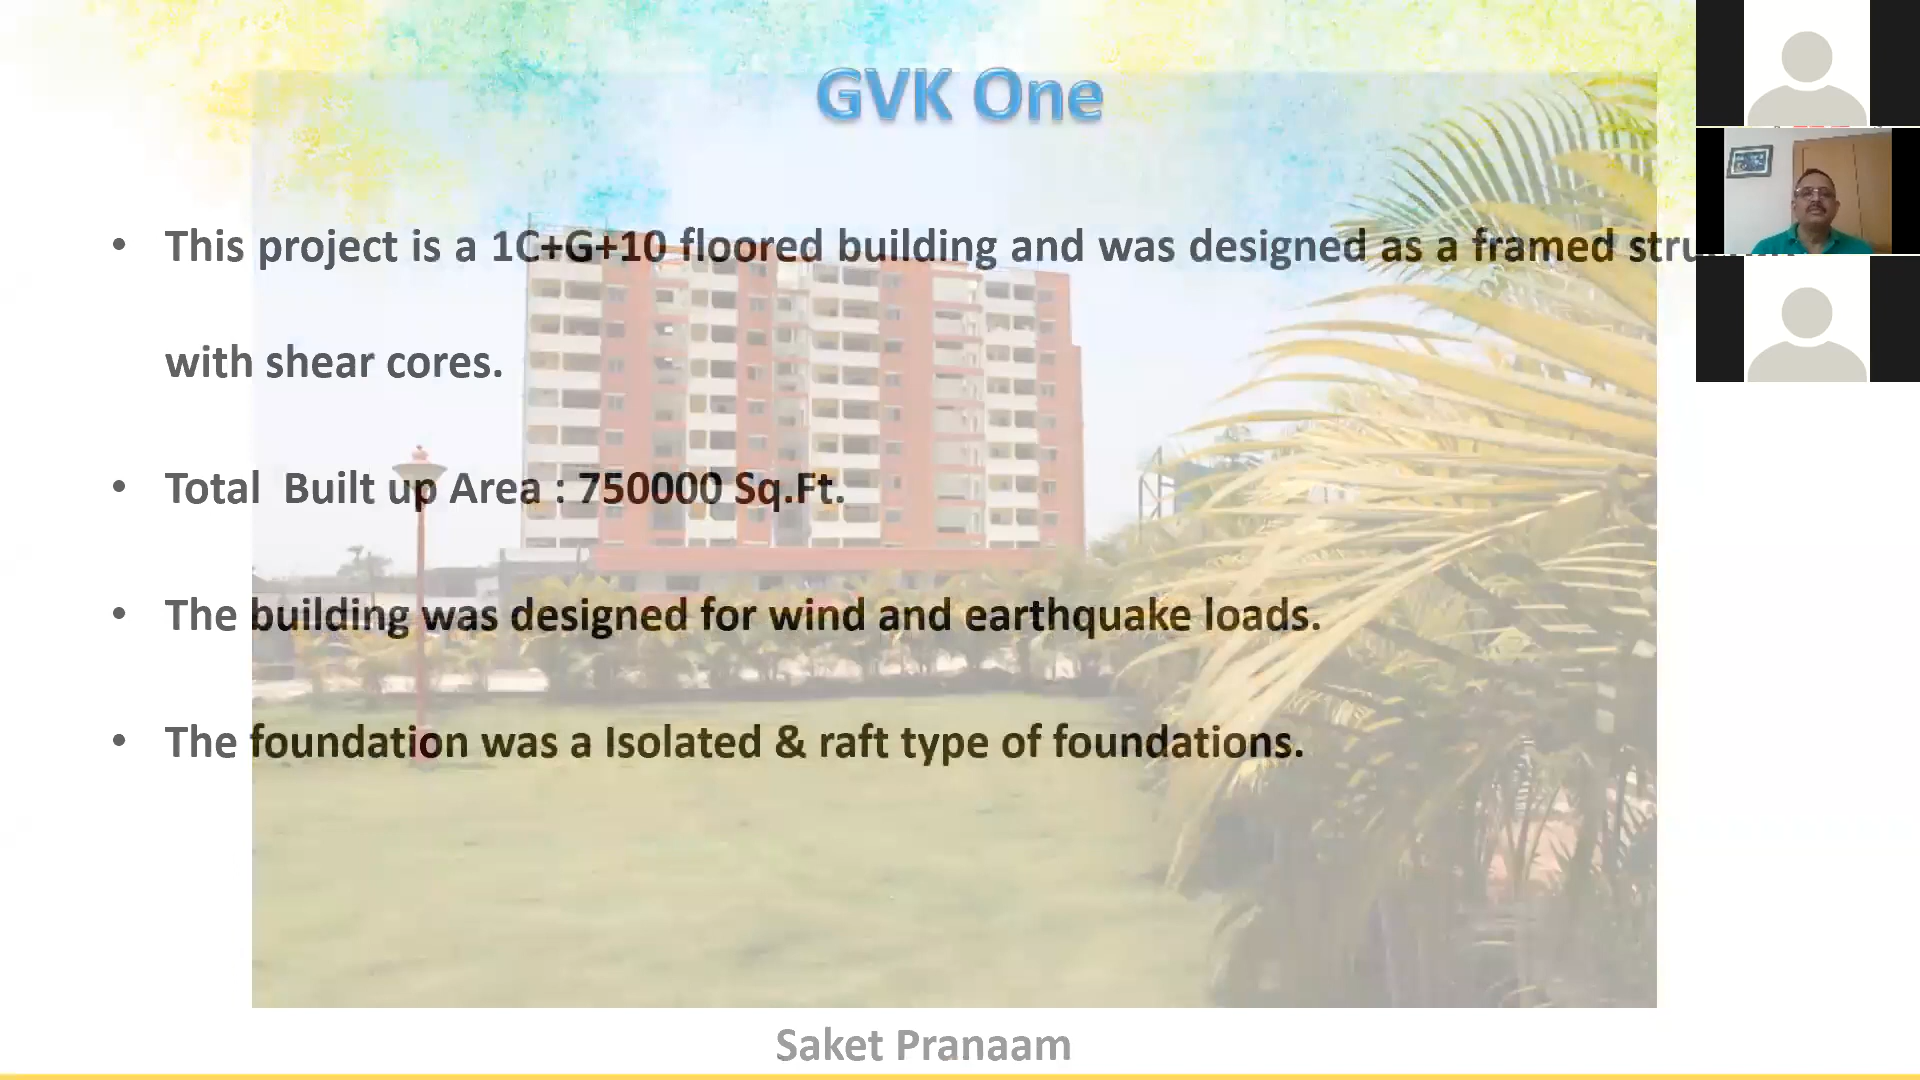 GVK One
• This project is a 1C+G+10 floored building and was designed as a framed
with shear cores.
• Total Built up Area : 750000 Sq.Ft.
• The building was designed for wind and earthquake loads.
• The foundation was a Isolated & raft type of foundations.
Saket Pranaam